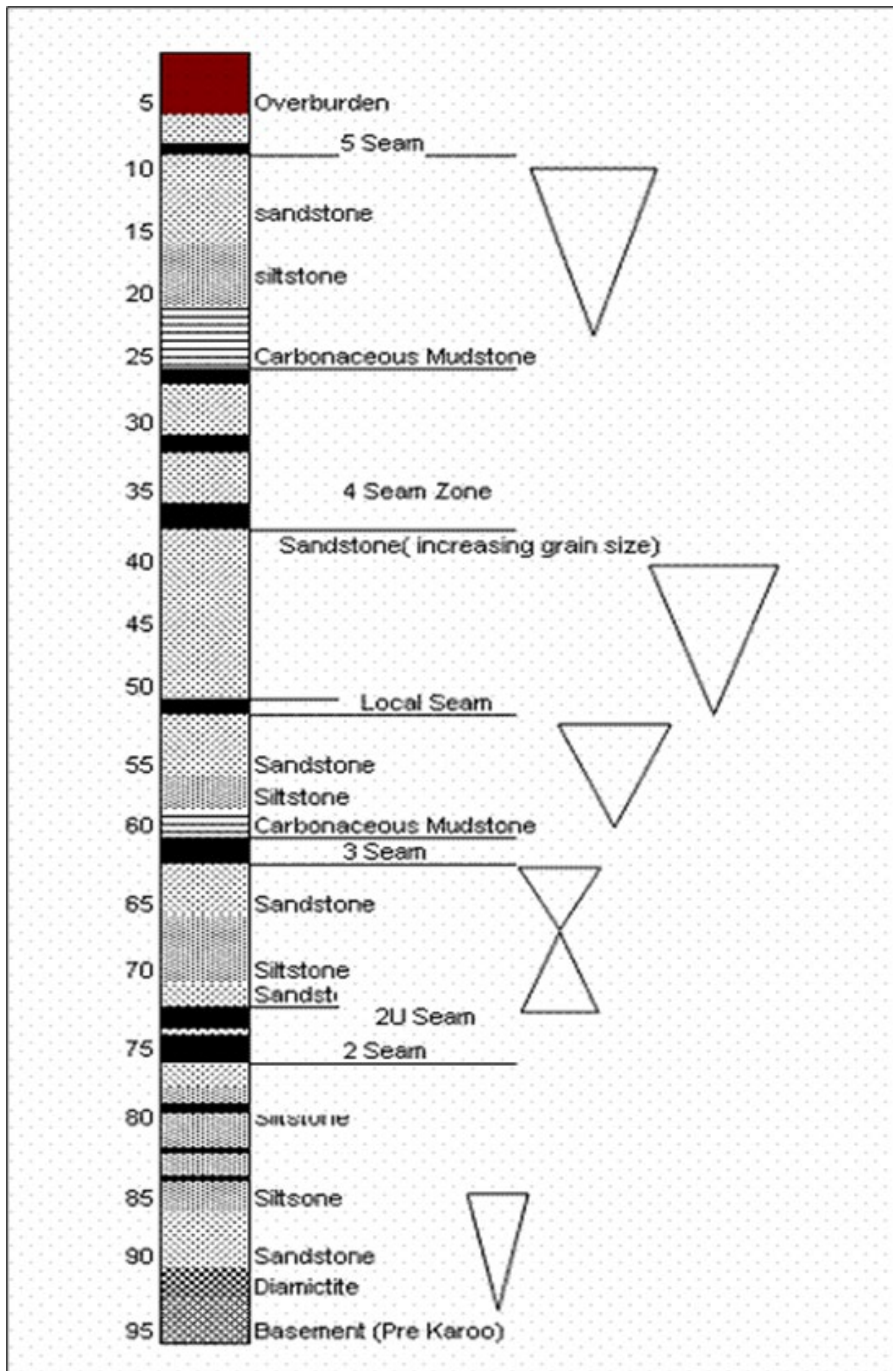 5 Overburden
5 Seam
10
sandstone
15
siltstone
20
25 Carbonaceous Mudstone
30
35 4 Seam Zone
Sandstone( increasing grain size)
40
45
50
Local Seam
55 Sandstone
Siltstone
60 Carbonaceous Mudstone
3 Seam
65 Sandstone
70 Siltstone
Sandst
2U Seam
75 2 Seam
80 Siltstone
85 Siltsone
90 Sandstone
Diamictite
95 Basement (Pre Karoo)